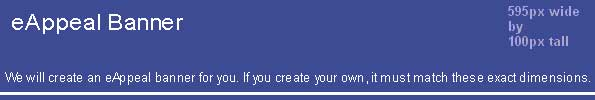 eAppeal Banner
595px wide
by
100px tall
We will create an eAppeal banner for you. If you create your own, it must match these exact dimensions.